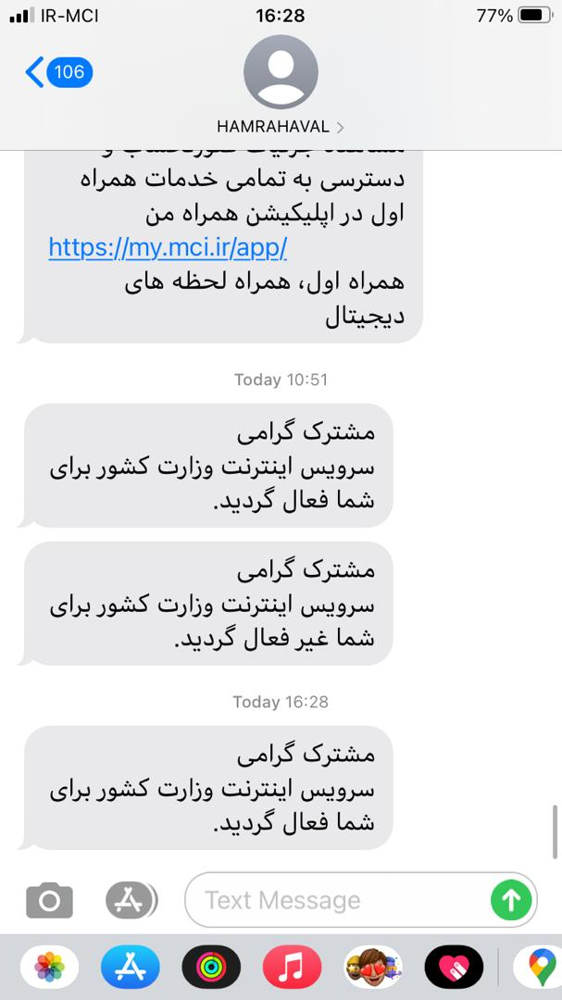 IR-MCI
16:28
77%
106
HAMRAHAVAL
دسترسی به تمامی خدمات همراه
اول در اپلیکیشن همراه من
https://my.mci.ir/app/
همراه اول، همراه لحظه های
دیجیتال
Today 10:51
مشترک گرامی
سرویس اینترنت وزارت کشور برای
شما فعال گردید.
مشترک گرامی
سرویس اینترنت وزارت کشور برای
شما غیر فعال گردید.
Today 16:28
مشترک گرامی
سرویس اینترنت وزارت کشور برای
شما فعال گردید.
Text Message